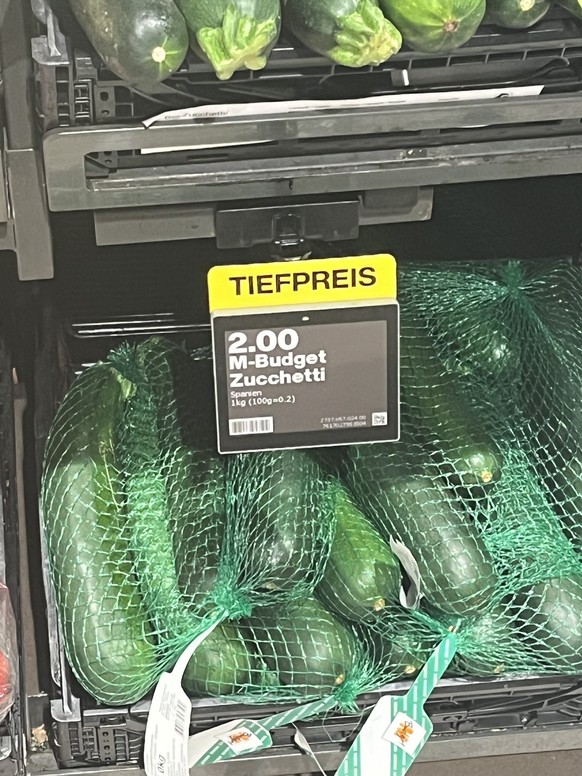 TIEFPREIS
2.00
M-Budget
Zucchetti
Spanien
1kg (100g=0.2)